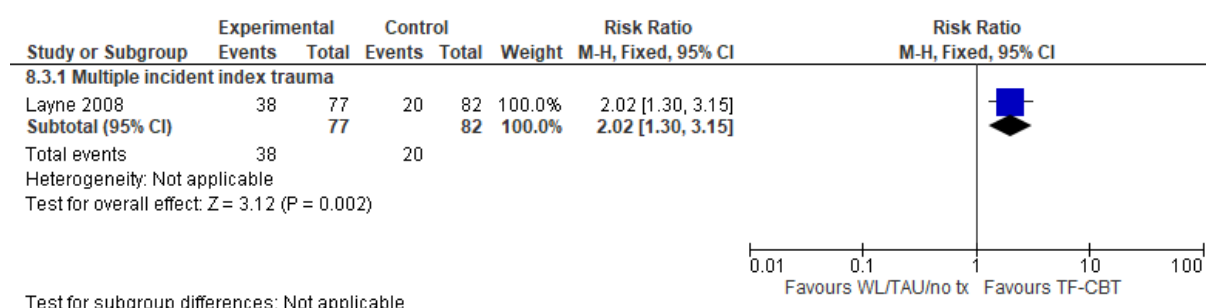 Experimental Control Risk Ratio Risk Ratio
Study or Subgroup Events Total Events Total Weight M-H, Fixed, 95% CI M-H, Fixed, 95% CI
8.3.1 Multiple incident index trauma
Layne 2008 38 77 20 82 100.0% 2.02 [1.30, 3.15]
Subtotal (95% CI) 77 82 100.0% 2.02 [1.30, 3.15]
Total events 38 20
Heterogeneity: Not applicable
Test for overall effect: Z = 3.12 (P = 0.002)
0.01 0.1 1 10 100
Favours WL/TAU/no tx Favours TF-CBT
Test for subgroup differences: Not applicable